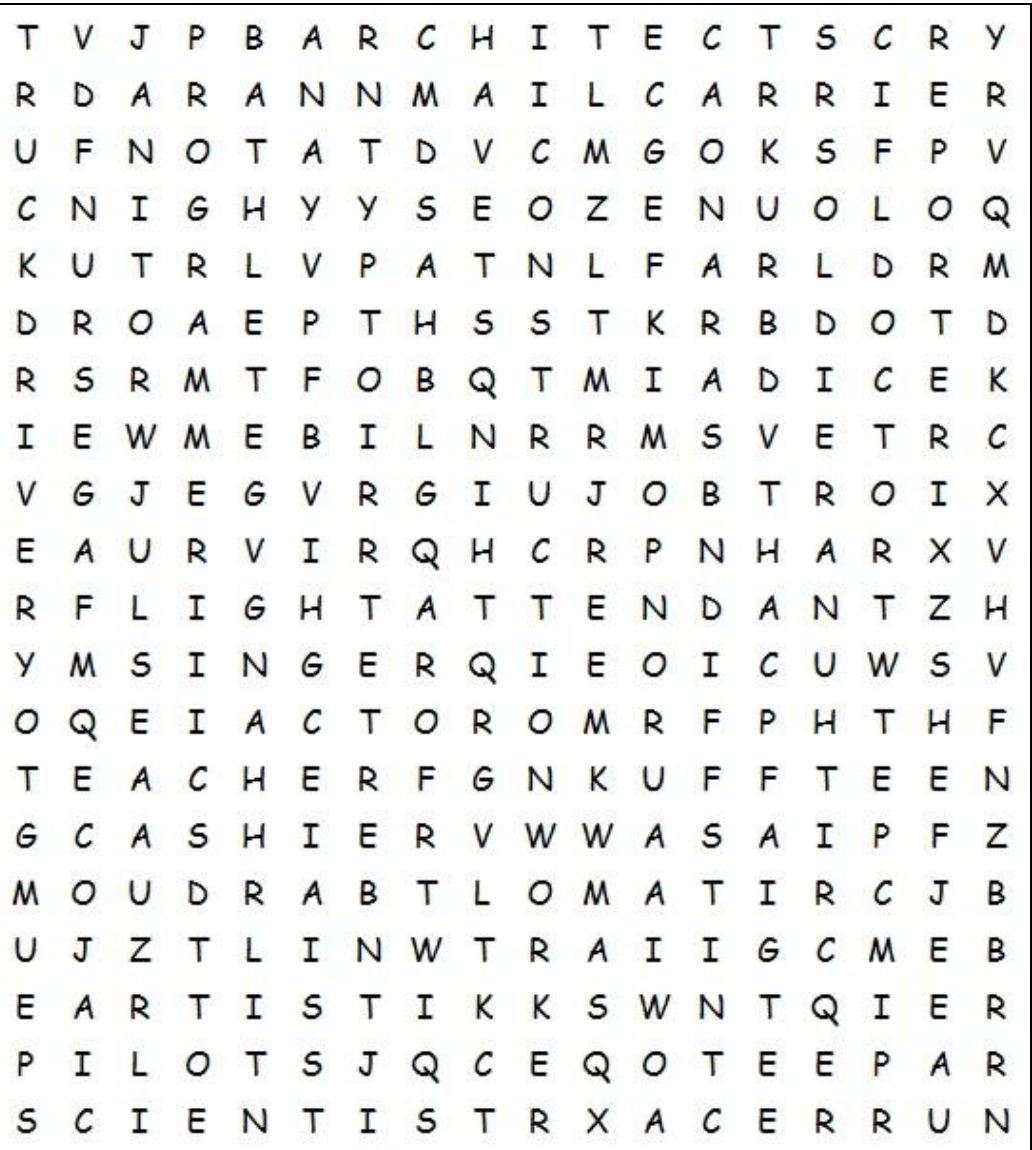 T V J P B A R C H I T E C T S C R Y
R D A R A N N M A I L C A R R I E R
U F N O T A T D V C M G O K S F P V
C N I G H Y Y S E O Z E N U O L O Q
K U T R L V P A T N L F A R L D R M
D R O A E P T H S S T K R B D O T D
R S R M T F O B Q T M I A D I C E K
I E W M E B I L N R R M S V E T R C
V G J E G V R G I U J O B T R O I X
E A U R V I R Q H C R P N H A R X V
R F L I G H T A T T E N D A N T Z H
Y M S I N G E R Q I E O I C U W S V
O Q E I A C T O R O M R F P H T H F
T E A C H E R F G N K U F F T E E N
G C A S H I E R V W W A S A I P F Z
M O U D R A B T L O M A T I R C J B
U J Z T L I N W T R A I I G C M E B
E A R T I S T I K K S W N T Q I E R
P I L O T S J Q C E Q O T E E P A R
S C I E N T I S T R X A C E R R U N